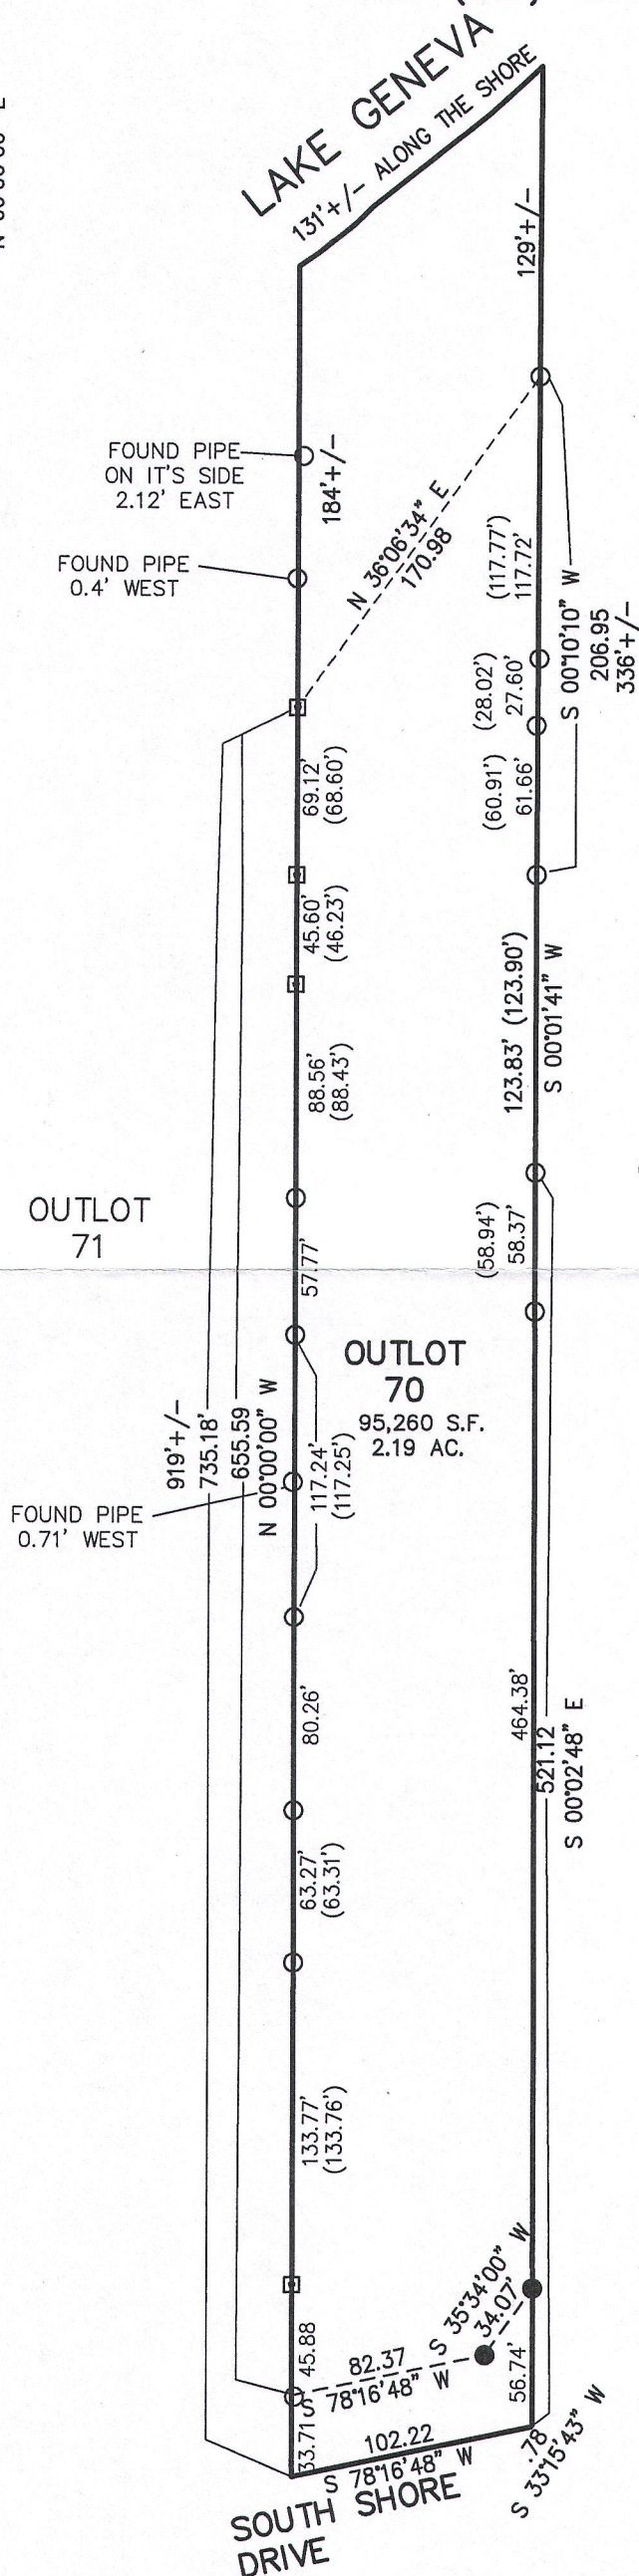 LAKE GENEVA
131'+/- ALONG THE SHORE
129'+/-
FOUND PIPE
ON IT'S SIDE
2.12' EAST
184'+/-
FOUND PIPE
0.4' WEST
N 36°06'34" E
170.98
(117.77')
117.72'
S 00°10'10" W
206.95
336'+/-
(28.02')
27.60'
(60.91')
61.66'
69.12'
(68.60')
45.60'
(46.23')
123.83' (123.90')
S 00°01'41" W
88.56'
(88.43')
OUTLOT
71
(58.94')
58.37'
57.77'
OUTLOT
70
95,260 S.F.
2.19 AC.
919'+/-
735.18'
655.59
N 00°00'00" W
117.24'
(117.25')
FOUND PIPE
0.71' WEST
80.26'
464.38'
521.12
S 00°02'48" E
63.27'
(63.31')
133.77'
(133.76')
S 35°34'00" W
34.07'
45.88
82.37
S 78°16'48" W
56.74'
33.71
102.22
S 78°16'48" W
.78
S 33°15'43" W
SOUTH SHORE
DRIVE